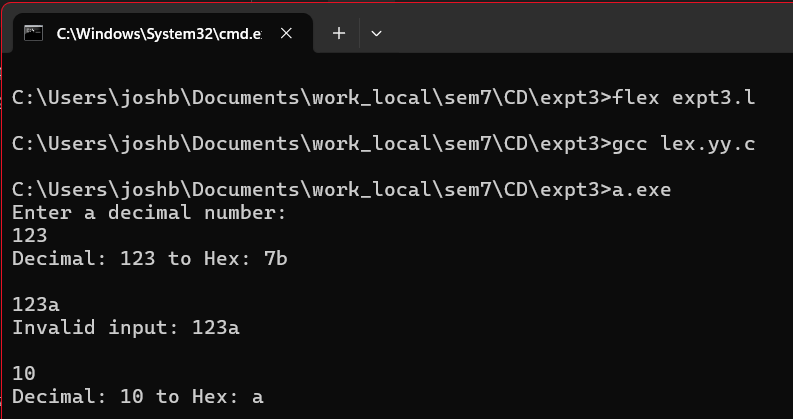 C:\Windows\System32\cmd.e
C:\Users\joshb\Documents\work_local\sem7\CD\expt3>flex expt3.l
C:\Users\joshb\Documents\work_local\sem7\CD\expt3>gcc lex.yy.c
C:\Users\joshb\Documents\work_local\sem7\CD\expt3>a.exe
Enter a decimal number:
123
Decimal: 123 to Hex: 7b
123a
Invalid input: 123a
10
Decimal: 10 to Hex: a